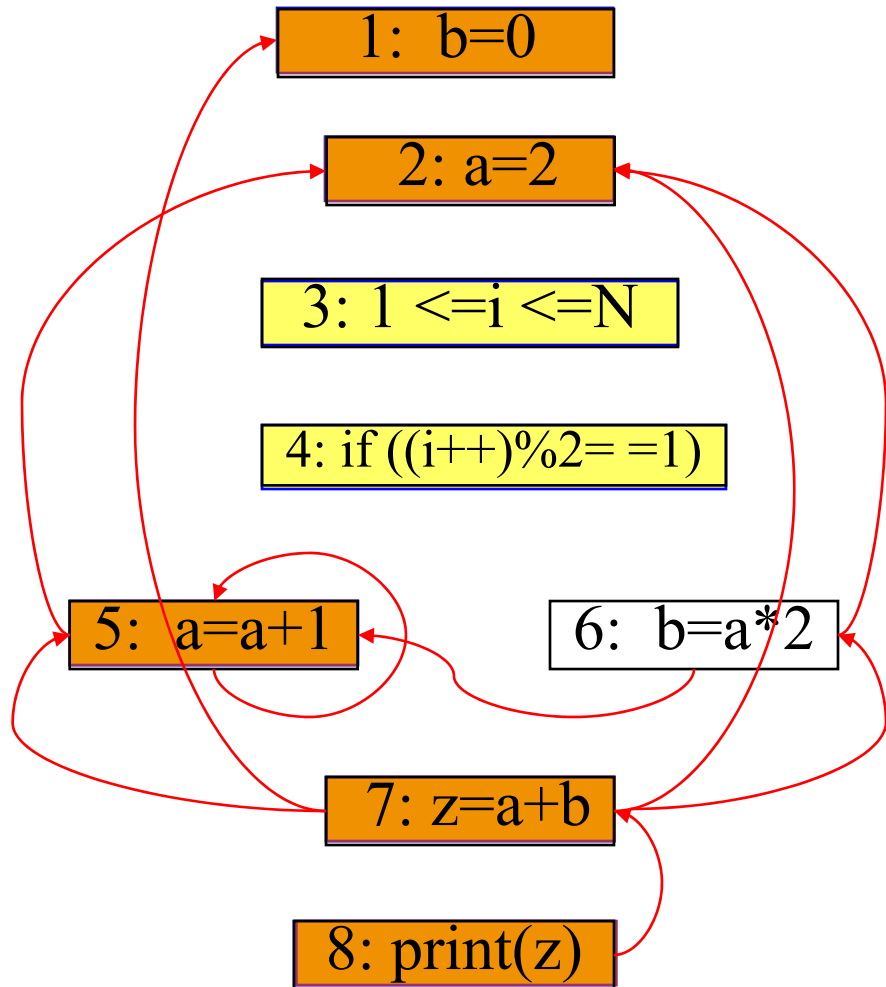 1: b=0
2: a=2
3: 1 <=i <=N
4: if ((i++)%2= =1)
5: a=a+1
6: b=a*2
7: z=a+b
8: print(z)